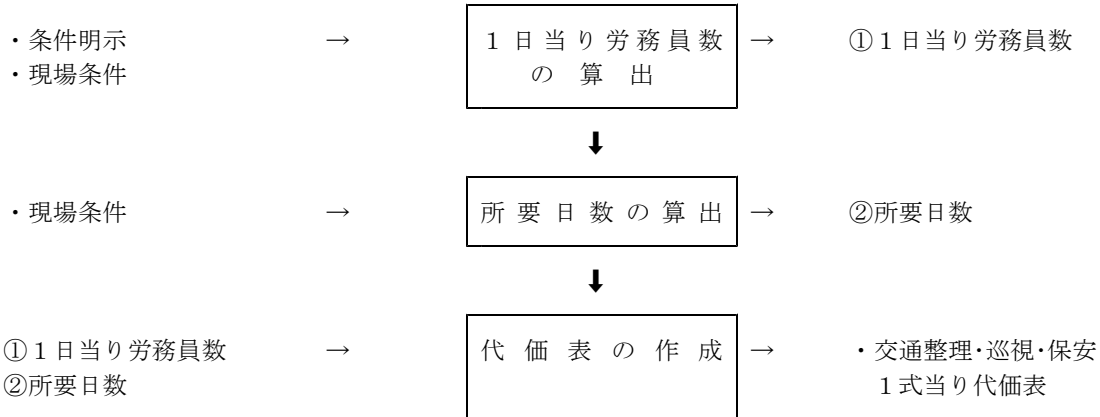 ・条件明示 → １日当り労務員数 → ①１日当り労務員数
・現場条件 の算出
⬇
・現場条件 → 所要日数の算出 → ②所要日数
⬇
①１日当り労務員数 → 代価表の作成 → ・交通整理・巡視・保安
②所要日数 １式当り代価表